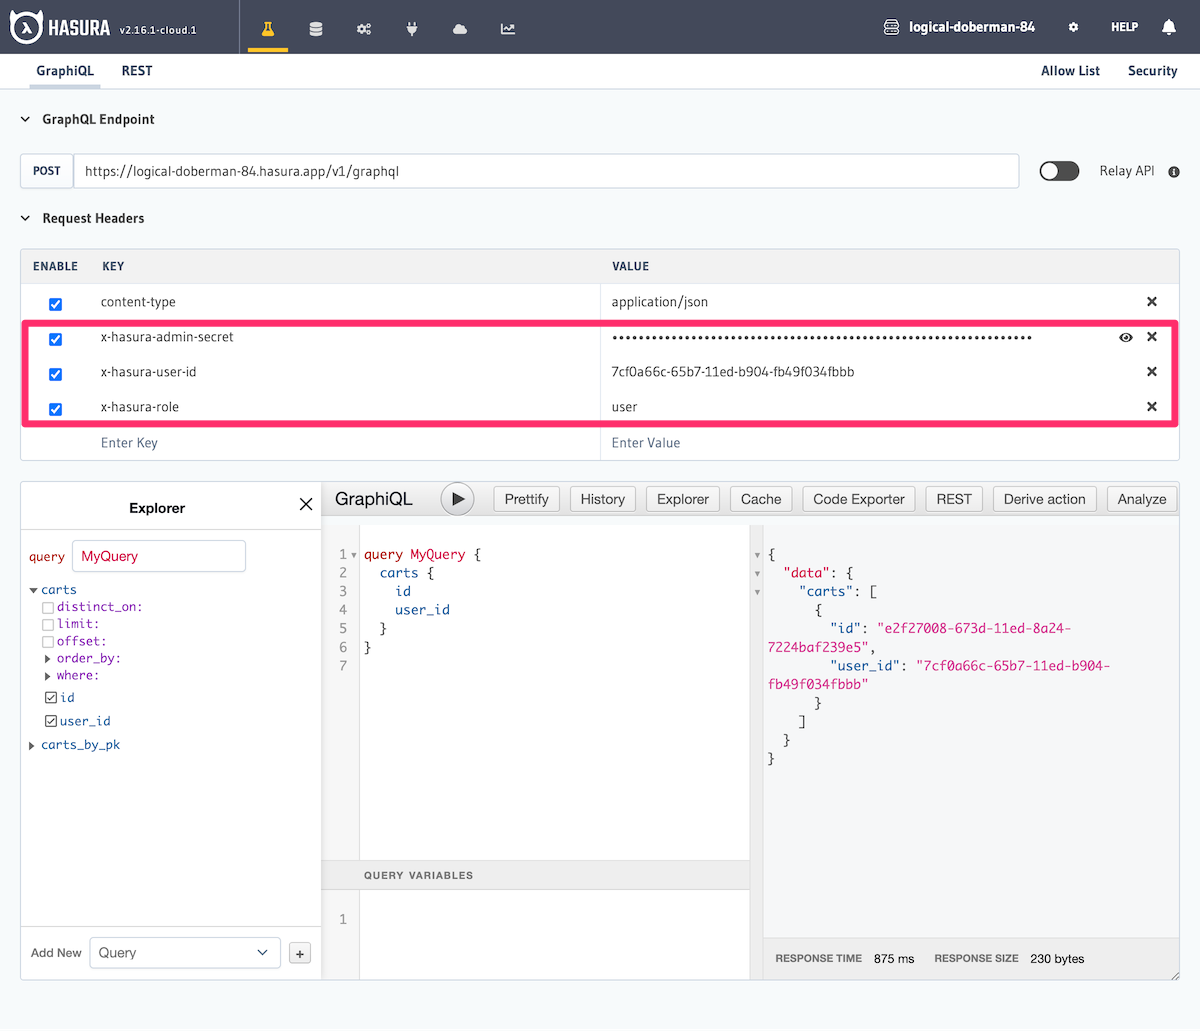 HASURA v2.16.1-cloud.1 logical-doberman-84 HELP
GraphiQL REST Allow List Security
GraphQL Endpoint
POST https://logical-doberman-84.hasura.app/v1/graphql Relay API
Request Headers
ENABLE KEY VALUE
content-type application/json
x-hasura-admin-secret ••••••••••••••••••••••••••••••••••••••••••••••••••••••••••••••••
x-hasura-user-id 7cf0a66c-65b7-11ed-b904-fb49f034fbbb
x-hasura-role user
Enter Key Enter Value
Explorer
query MyQuery
carts
distinct_on:
limit:
offset:
order_by:
where:
id
user_id
carts_by_pk
Add New Query +
GraphiQL Prettify History Explorer Cache Code Exporter REST Derive action Analyze
1 query MyQuery {
2 carts {
3 id
4 user_id
5 }
6 }
7
QUERY VARIABLES
1
{
"data": {
"carts": [
{
"id": "e2f27008-673d-11ed-8a24-
7224baf239e5",
"user_id": "7cf0a66c-65b7-11ed-b904-
fb49f034fbbb"
}
]
}
}
RESPONSE TIME 875 ms RESPONSE SIZE 230 bytes